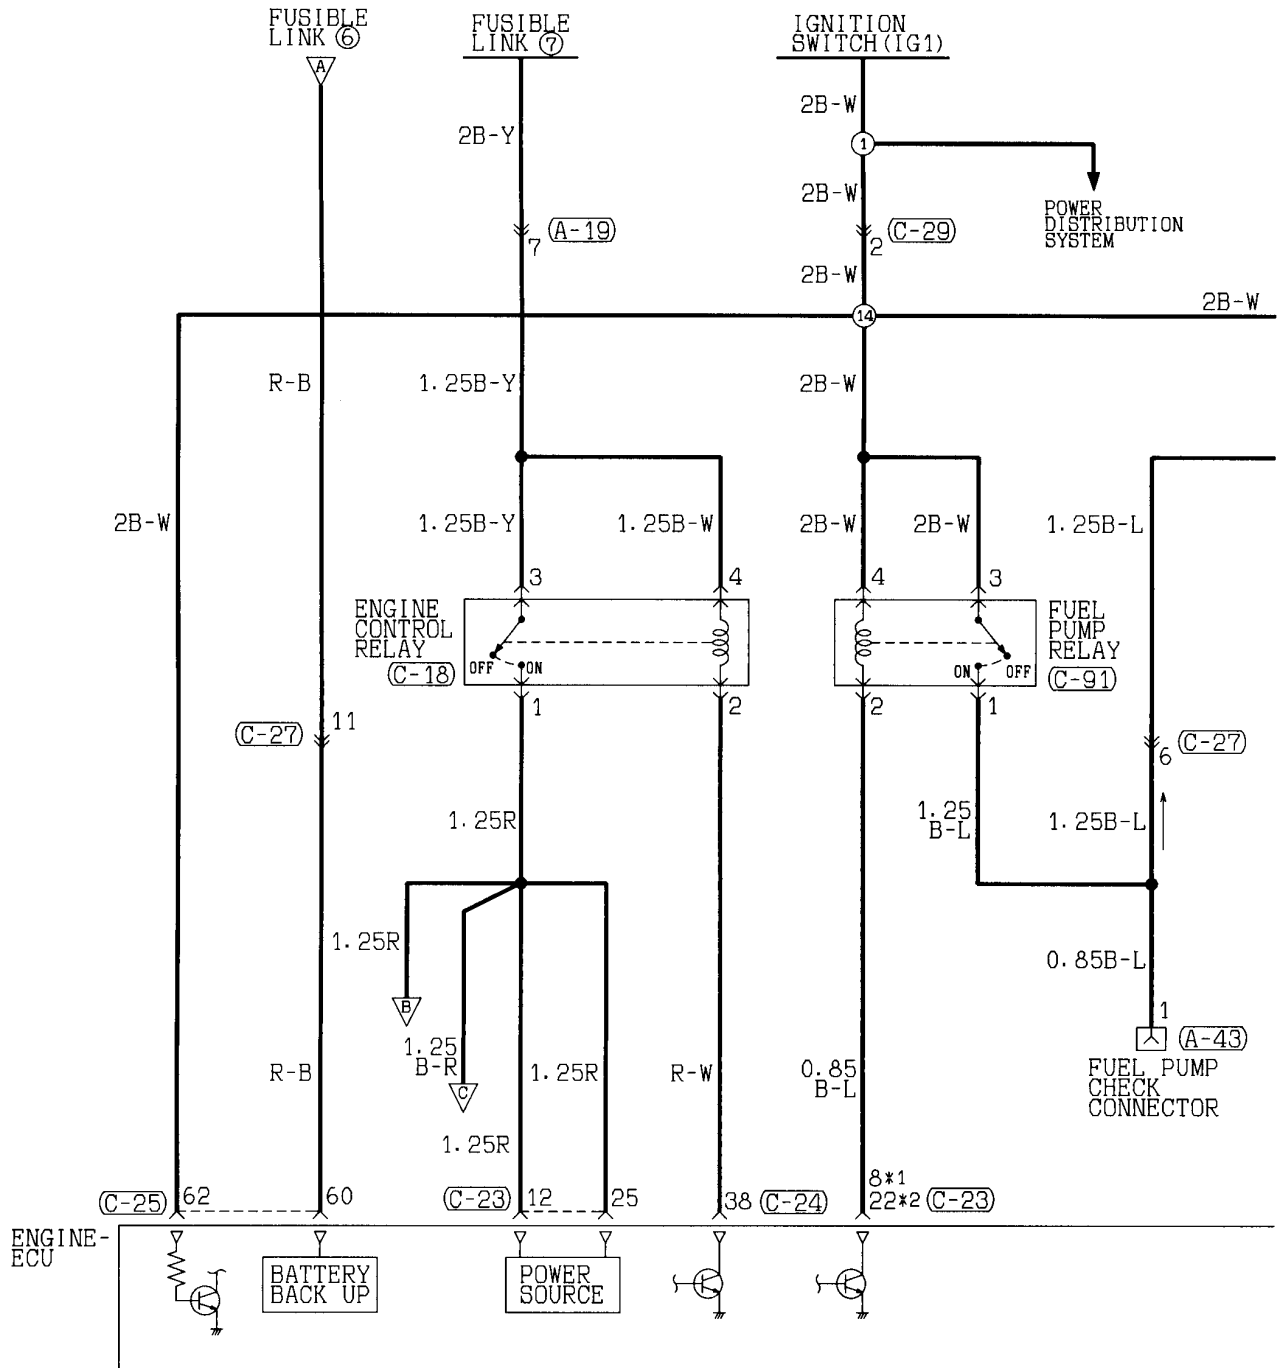 FUSIBLE
LINK ⑥
FUSIBLE
LINK ⑦
IGNITION
SWITCH(IG1)
A
2B-W
2B-Y
1
2B-W
POWER
DISTRIBUTION
SYSTEM
A-19
7
C-29
2
2B-W
14
2B-W
R-B
1.25B-Y
2B-W
2B-W
1.25B-Y
1.25B-W
2B-W
2B-W
1.25B-L
3
4
4
3
ENGINE
CONTROL
RELAY
C-18
OFF
ON
ON
OFF
FUEL
PUMP
RELAY
C-91
1
2
2
1
C-27
11
6
C-27
1.25R
1.25
B-L
1.25B-L
1.25R
0.85B-L
B
1
A-43
FUEL PUMP
CHECK
CONNECTOR
1.25
B-R
C
R-B
1.25R
R-W
0.85
B-L
1.25R
C-25
62
60
C-23
12
25
38
C-24
8*1
22*2
C-23
ENGINE-
ECU
BATTERY
BACK UP
POWER
SOURCE